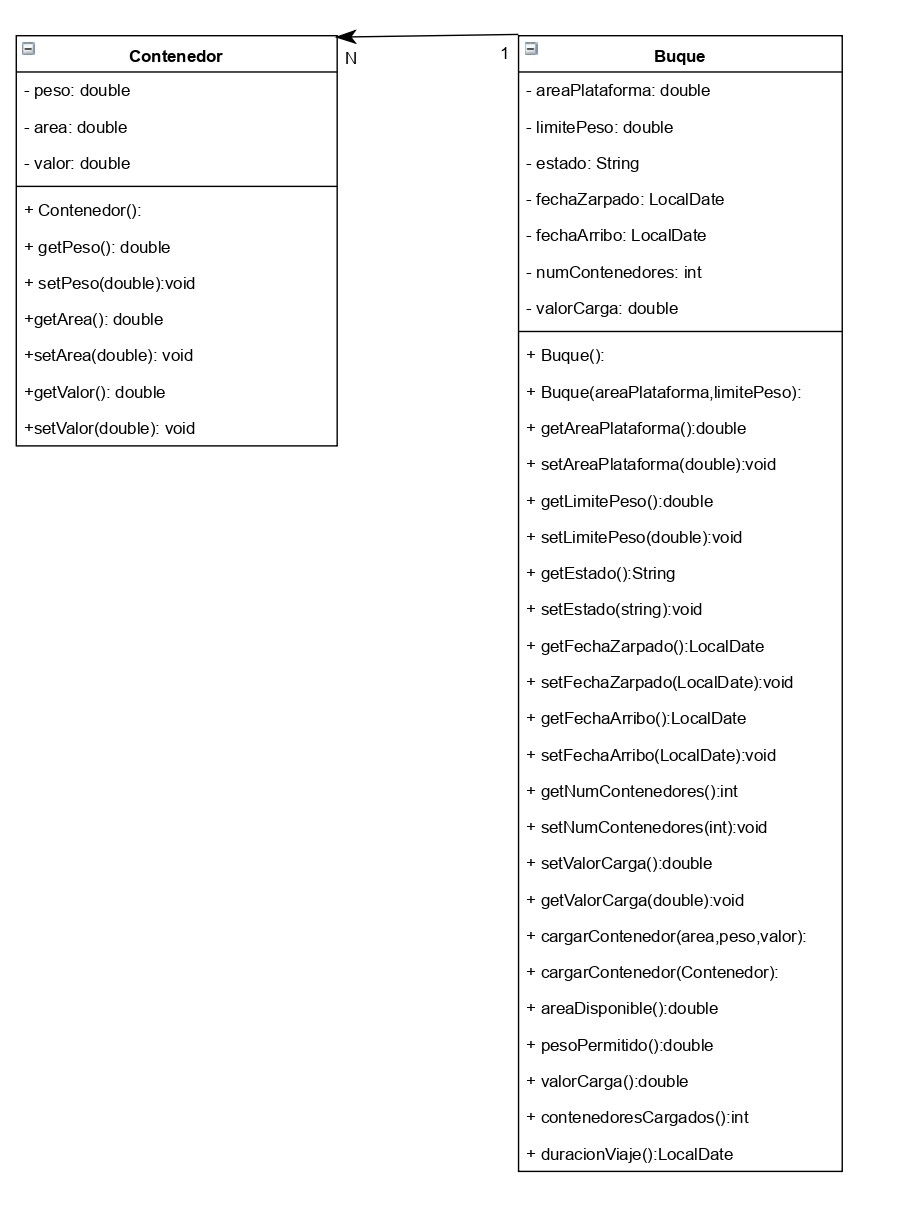 Contenedor
- peso: double
- area: double
- valor: double
+ Contenedor():
+ getPeso(): double
+ setPeso(double):void
+getArea(): double
+setArea(double): void
+getValor(): double
+setValor(double): void
N
1
Buque
- areaPlataforma: double
- limitePeso: double
- estado: String
- fechaZarpado: LocalDate
- fechaArribo: LocalDate
- numContenedores: int
- valorCarga: double
+ Buque():
+ Buque(areaPlataforma,limitePeso):
+ getAreaPlataforma():double
+ setAreaPlataforma(double):void
+ getLimitePeso():double
+ setLimitePeso(double):void
+ getEstado():String
+ setEstado(string):void
+ getFechaZarpado():LocalDate
+ setFechaZarpado(LocalDate):void
+ getFechaArribo():LocalDate
+ setFechaArribo(LocalDate):void
+ getNumContenedores():int
+ setNumContenedores(int):void
+ setValorCarga():double
+ getValorCarga(double):void
+ cargarContenedor(area,peso,valor):
+ cargarContenedor(Contenedor):
+ areaDisponible():double
+ pesoPermitido():double
+ valorCarga():double
+ contenedoresCargados():int
+ duracionViaje():LocalDate